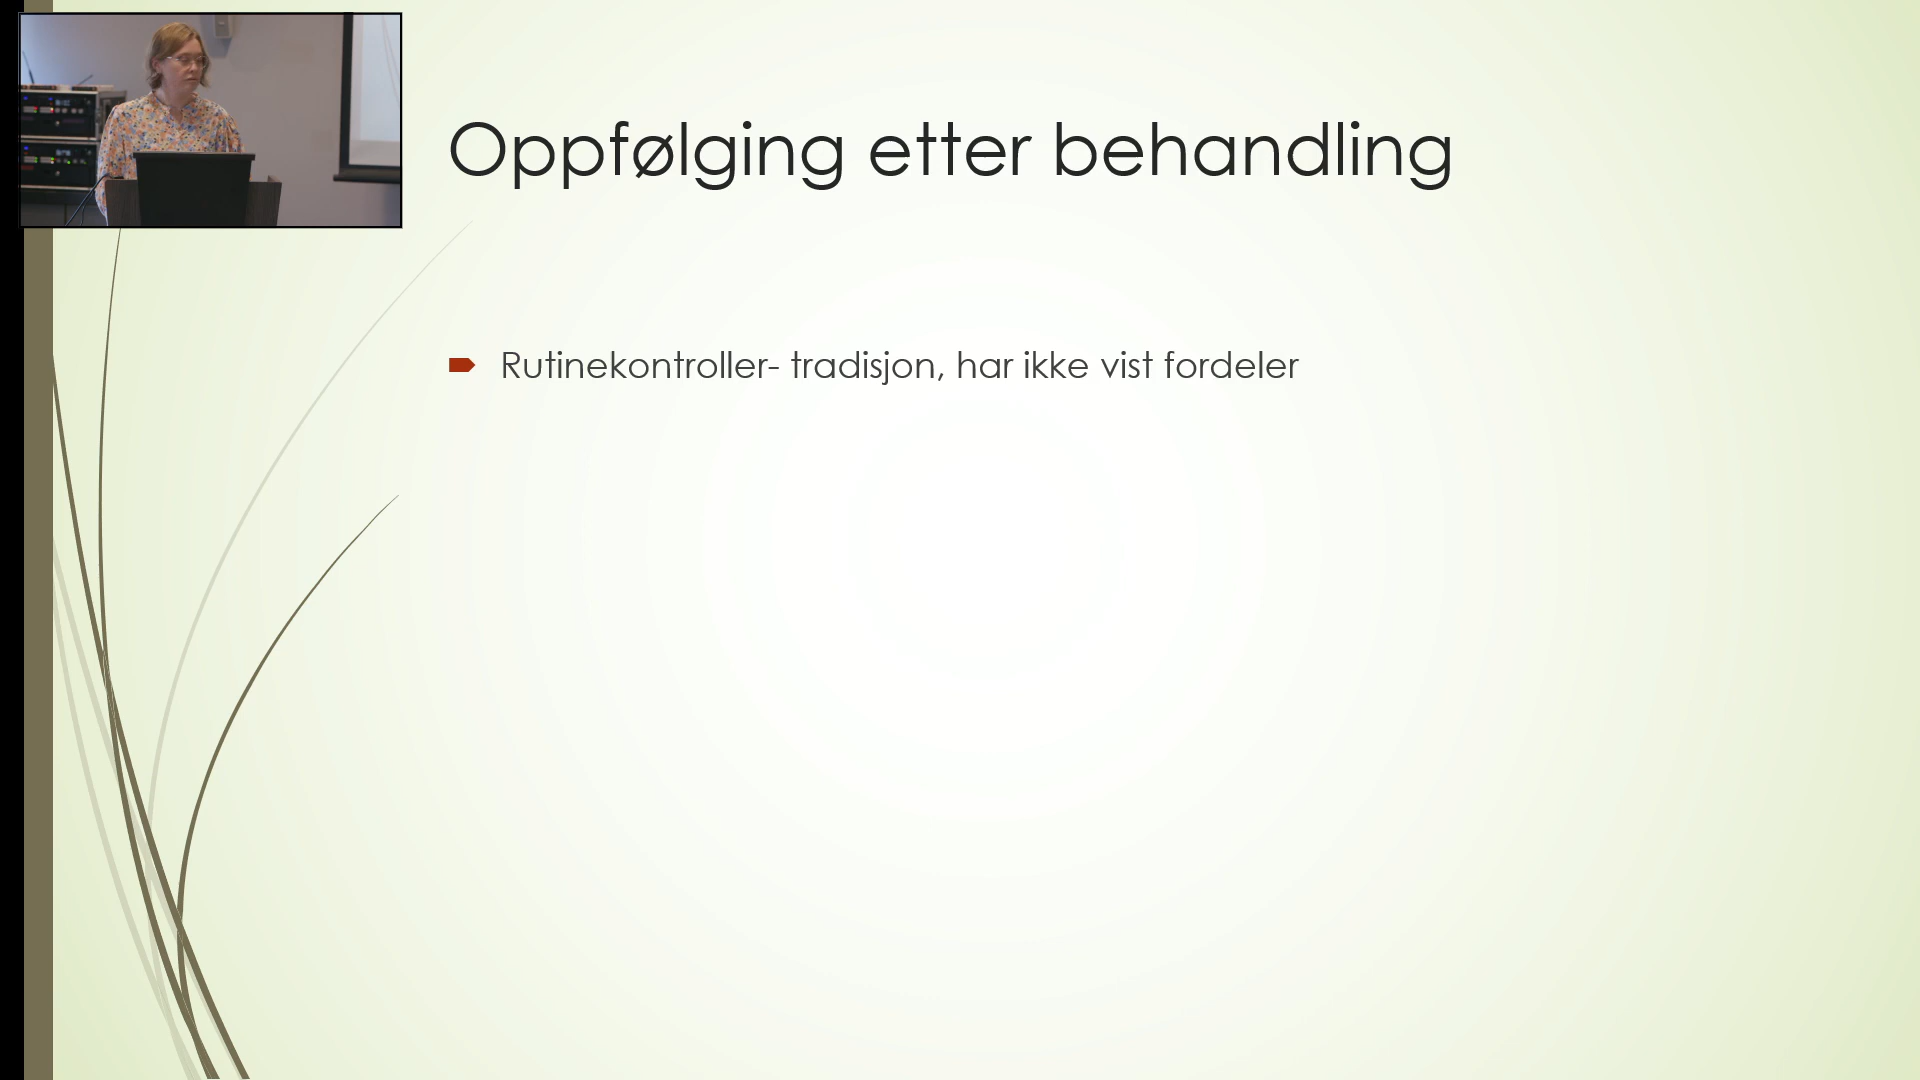 Oppfølging etter behandling
Rutinekontroller- tradisjon, har ikke vist fordeler